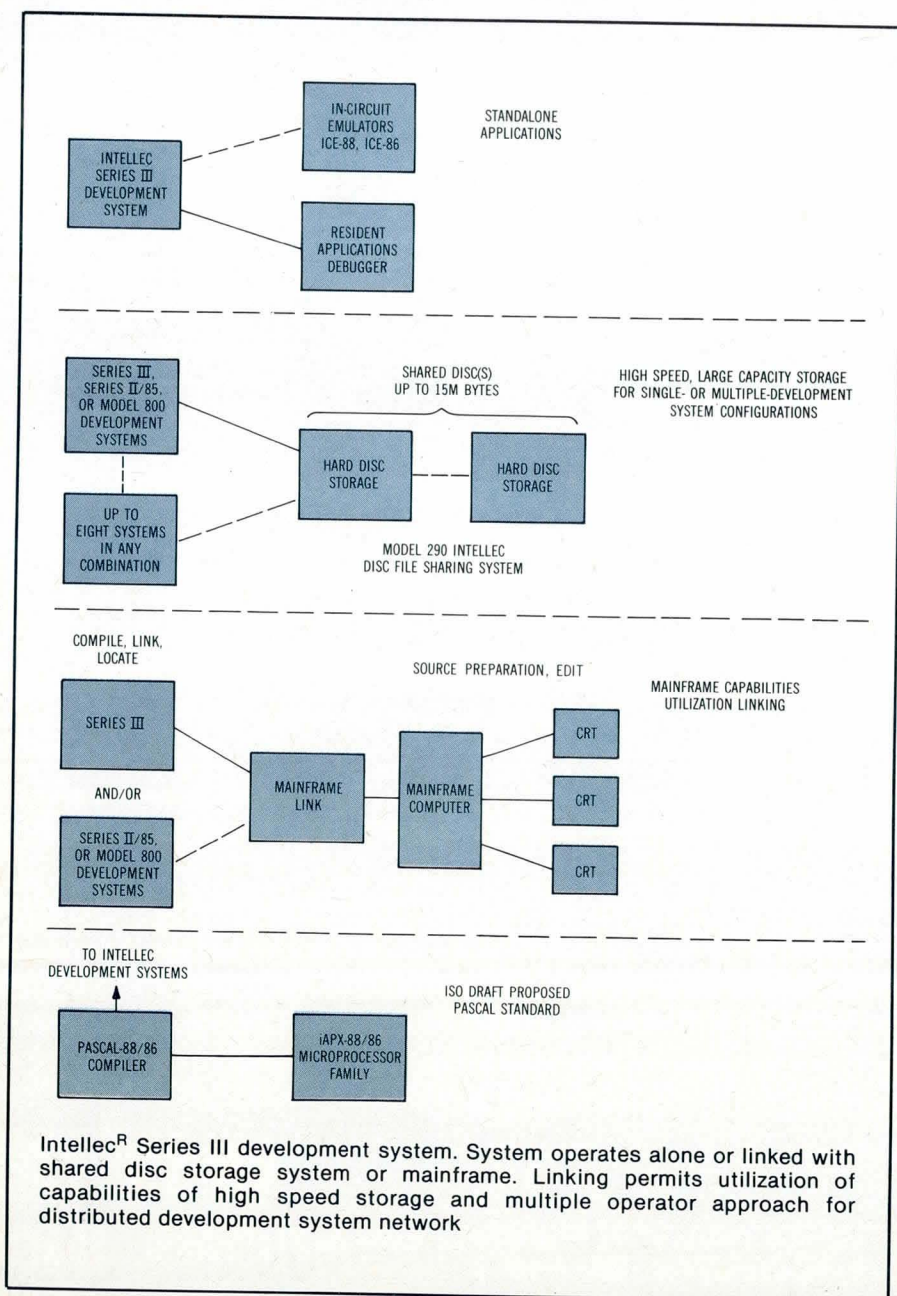 IN-CIRCUIT
EMULATORS
ICE-88, ICE-86
STANDALONE
APPLICATIONS
INTELLEC
SERIES III
DEVELOPMENT
SYSTEM
RESIDENT
APPLICATIONS
DEBUGGER
SERIES III,
SERIES II/85,
OR MODEL 800
DEVELOPMENT
SYSTEMS
SHARED DISC(S)
UP TO 15M BYTES
HIGH SPEED, LARGE CAPACITY STORAGE
FOR SINGLE- OR MULTIPLE-DEVELOPMENT
SYSTEM CONFIGURATIONS
HARD DISC
STORAGE
HARD DISC
STORAGE
UP TO
EIGHT SYSTEMS
IN ANY
COMBINATION
MODEL 290 INTELLEC
DISC FILE SHARING SYSTEM
COMPILE, LINK,
LOCATE
SOURCE PREPARATION, EDIT
MAINFRAME CAPABILITIES
UTILIZATION LINKING
SERIES III
CRT
AND/OR
MAINFRAME
LINK
MAINFRAME
COMPUTER
CRT
SERIES II/85,
OR MODEL 800
DEVELOPMENT
SYSTEMS
CRT
TO INTELLEC
DEVELOPMENT SYSTEMS
ISO DRAFT PROPOSED
PASCAL STANDARD
PASCAL-88/86
COMPILER
iAPX-88/86
MICROPROCESSOR
FAMILY
Intellec<sup>R</sup> Series III development system. System operates alone or linked with
shared disc storage system or mainframe. Linking permits utilization of
capabilities of high speed storage and multiple operator approach for
distributed development system network